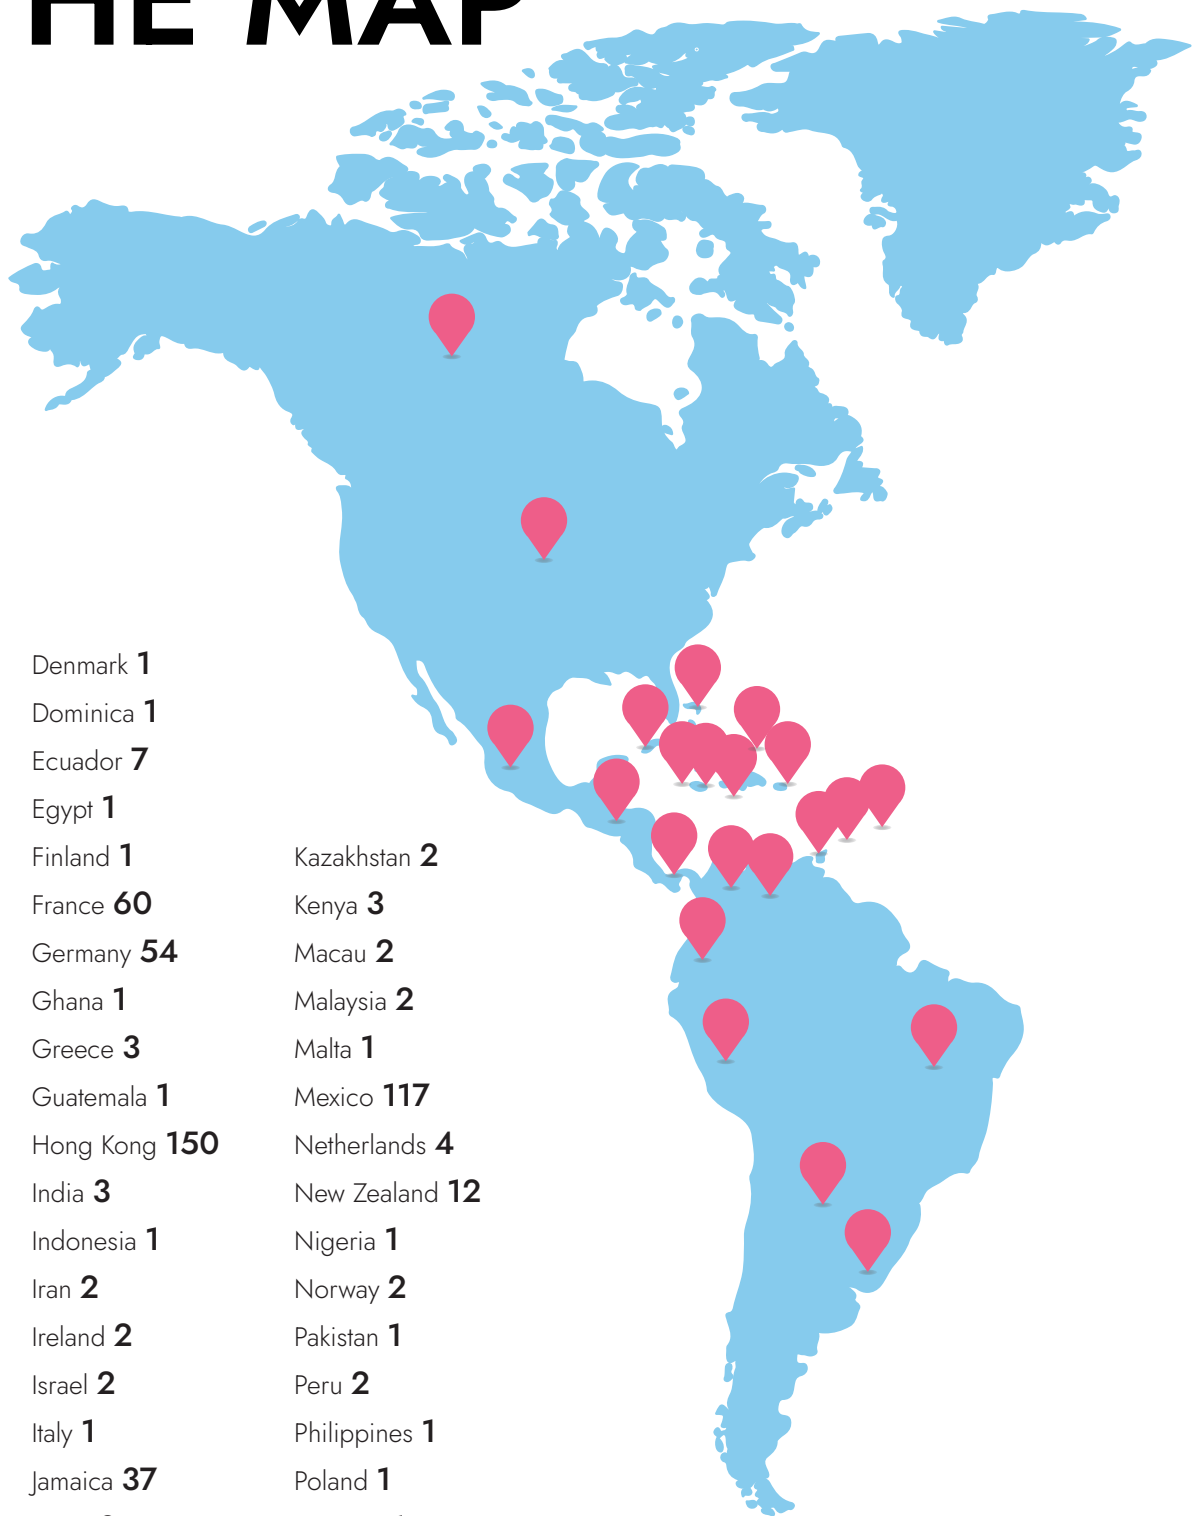 HE MAP
Denmark 1
Dominica 1
Ecuador 7
Egypt 1
Finland 1
France 60
Germany 54
Ghana 1
Greece 3
Guatemala 1
Hong Kong 150
India 3
Indonesia 1
Iran 2
Ireland 2
Israel 2
Italy 1
Jamaica 37
Kazakhstan 2
Kenya 3
Macau 2
Malaysia 2
Malta 1
Mexico 117
Netherlands 4
New Zealand 12
Nigeria 1
Norway 2
Pakistan 1
Peru 2
Philippines 1
Poland 1